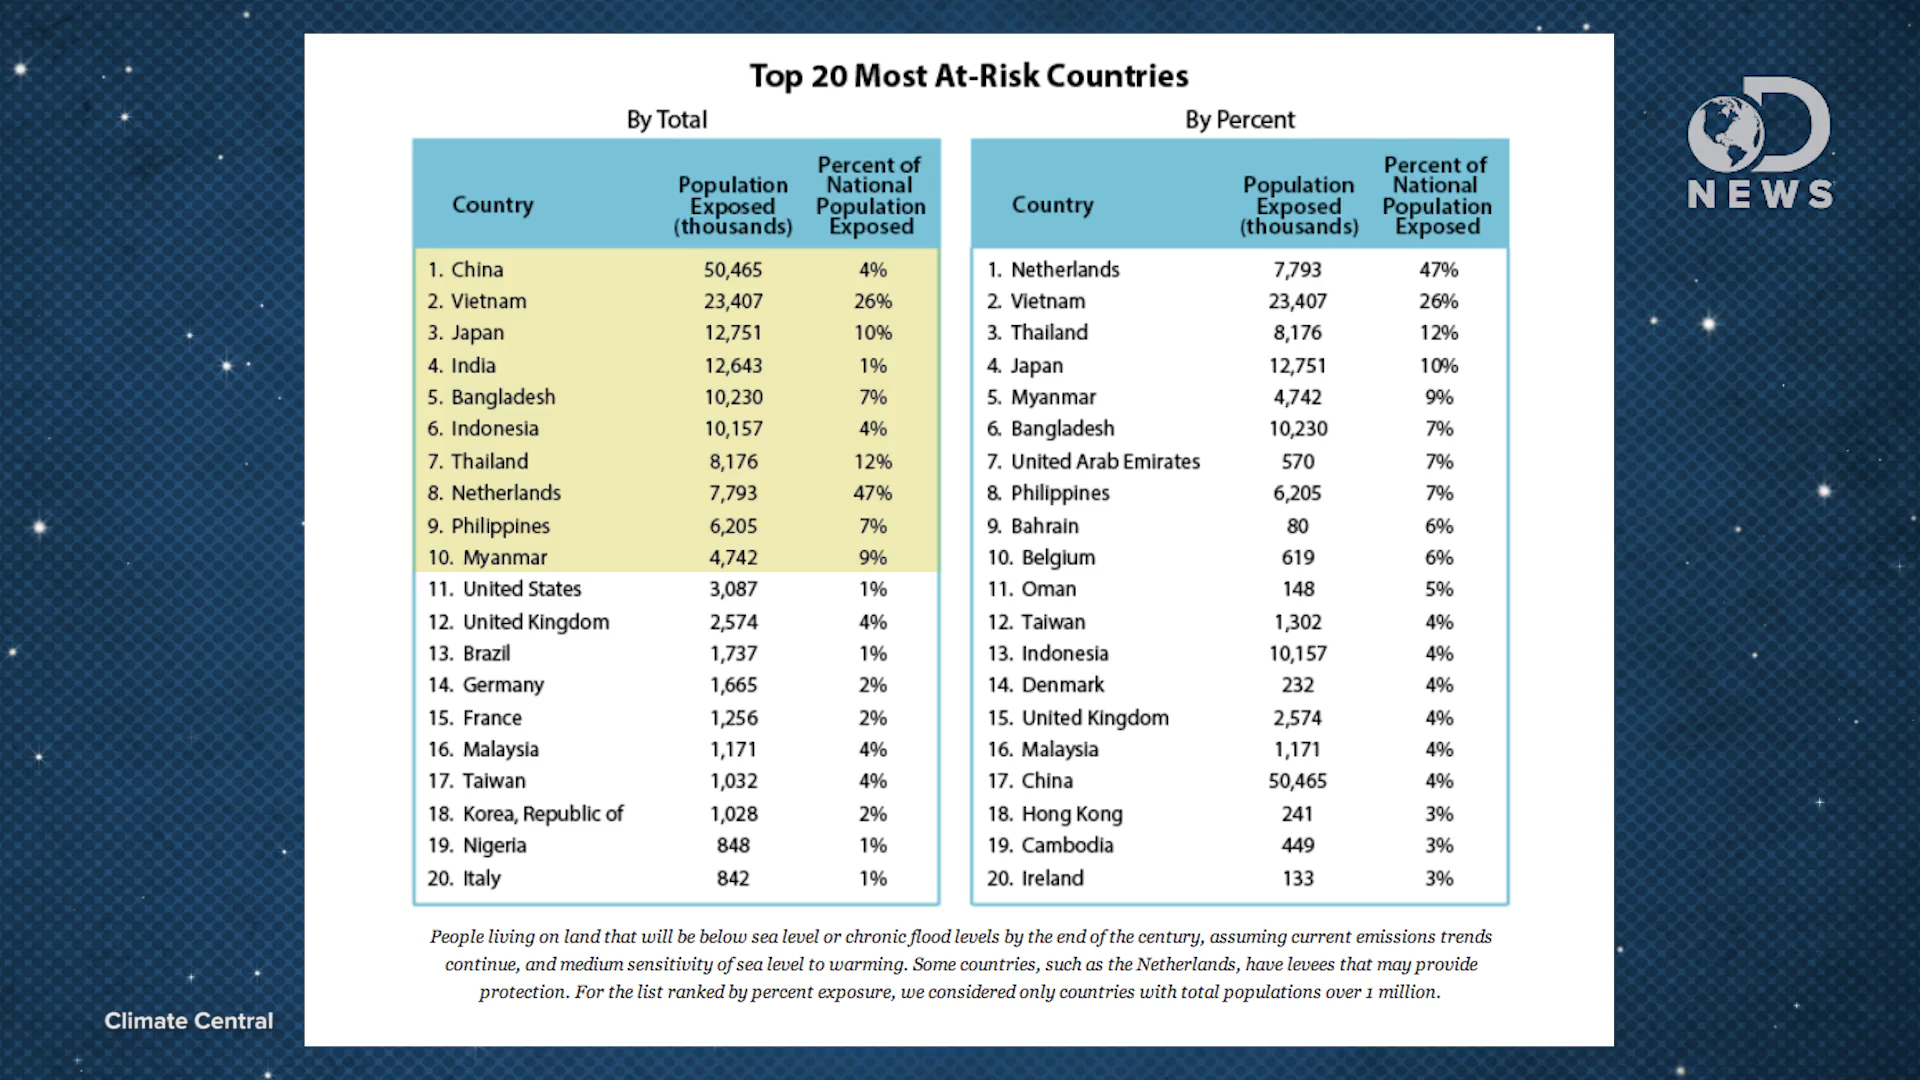 Top 20 Most At-Risk Countries
By Total
Country
Population Exposed (thousands)
Percent of National Population Exposed
1. China 50,465 4%
2. Vietnam 23,407 26%
3. Japan 12,751 10%
4. India 12,643 1%
5. Bangladesh 10,230 7%
6. Indonesia 10,157 4%
7. Thailand 8,176 12%
8. Netherlands 7,793 47%
9. Philippines 6,205 7%
10. Myanmar 4,742 9%
11. United States 3,087 1%
12. United Kingdom 2,574 4%
13. Brazil 1,737 1%
14. Germany 1,665 2%
15. France 1,256 2%
16. Malaysia 1,171 4%
17. Taiwan 1,032 4%
18. Korea, Republic of 1,028 2%
19. Nigeria 848 1%
20. Italy 842 1%
By Percent
Country
Population Exposed (thousands)
Percent of National Population Exposed
1. Netherlands 7,793 47%
2. Vietnam 23,407 26%
3. Thailand 8,176 12%
4. Japan 12,751 10%
5. Myanmar 4,742 9%
6. Bangladesh 10,230 7%
7. United Arab Emirates 570 7%
8. Philippines 6,205 7%
9. Bahrain 80 6%
10. Belgium 619 6%
11. Oman 148 5%
12. Taiwan 1,302 4%
13. Indonesia 10,157 4%
14. Denmark 232 4%
15. United Kingdom 2,574 4%
16. Malaysia 1,171 4%
17. China 50,465 4%
18. Hong Kong 241 3%
19. Cambodia 449 3%
20. Ireland 133 3%
People living on land that will be below sea level or chronic flood levels by the end of the century, assuming current emissions trends
continue, and medium sensitivity of sea level to warming. Some countries, such as the Netherlands, have levees that may provide
protection. For the list ranked by percent exposure, we considered only countries with total populations over 1 million.
Climate Central
D
NEWS